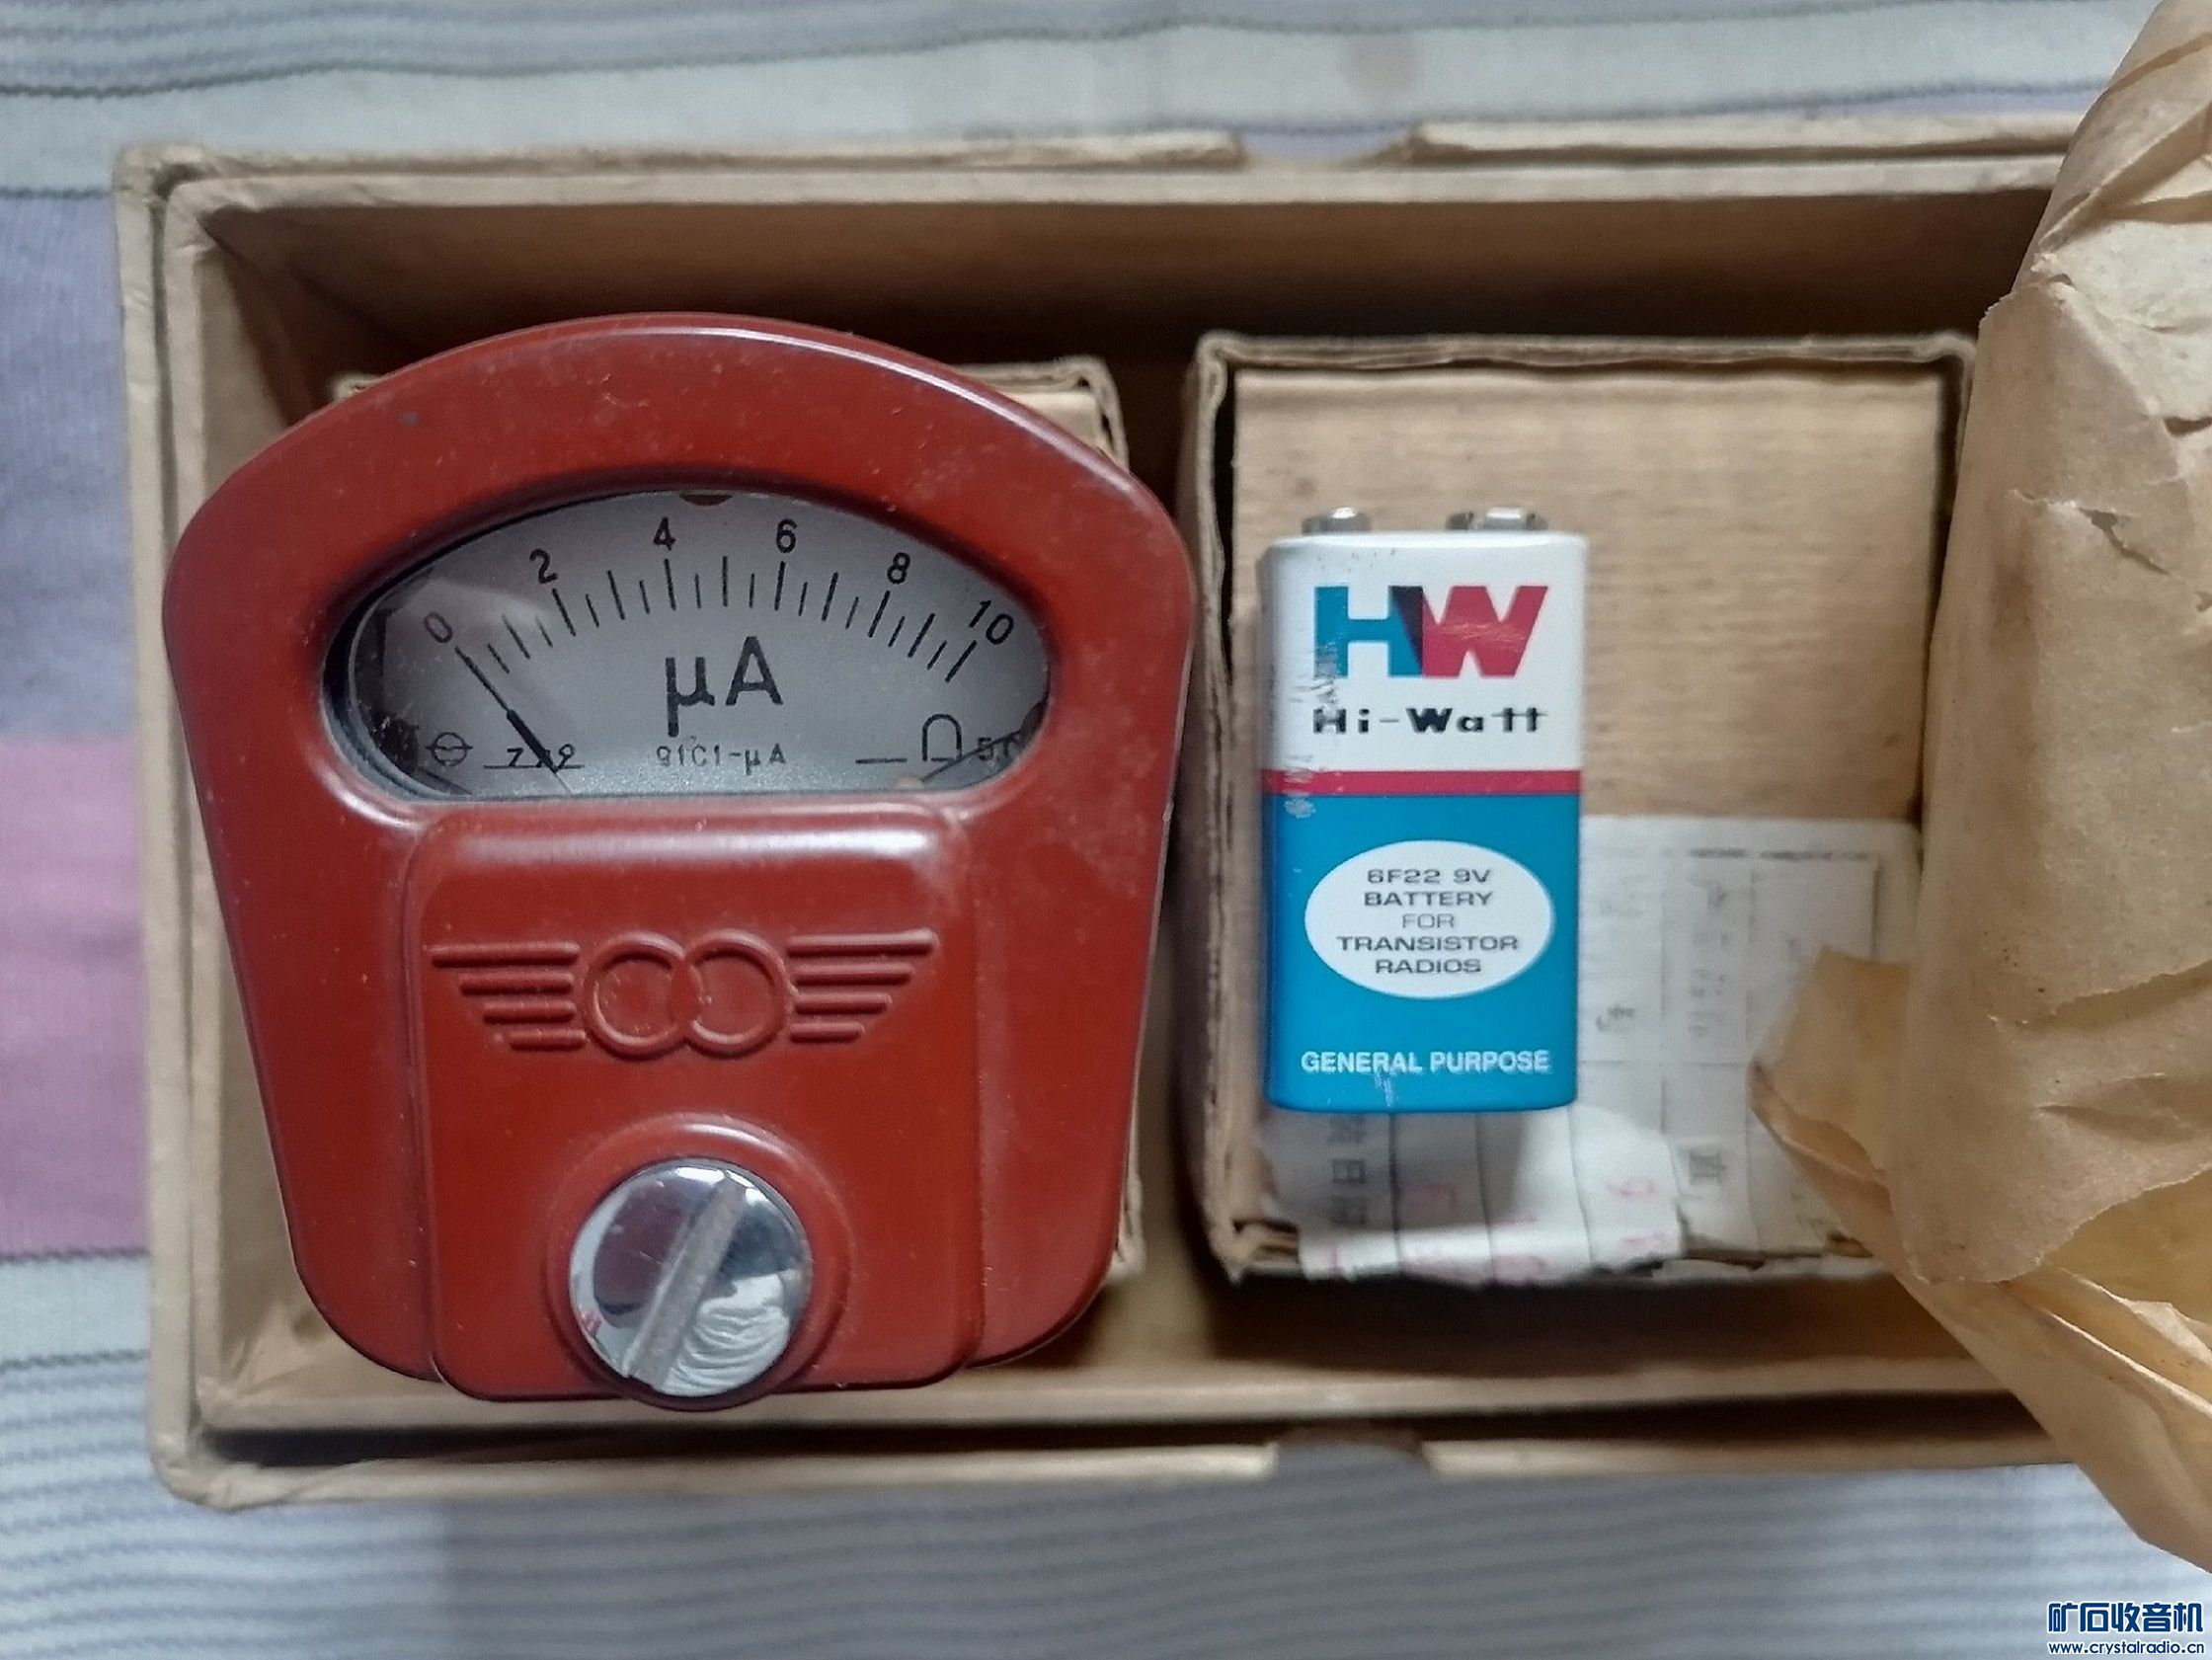 0 2 4 6 8 10
μA
91C1-μA
HW
Hi-Watt
6F22 9V
BATTERY
FOR
TRANSISTOR
RADIOS
GENERAL PURPOSE
矿石收音机
www.crystalradio.cn